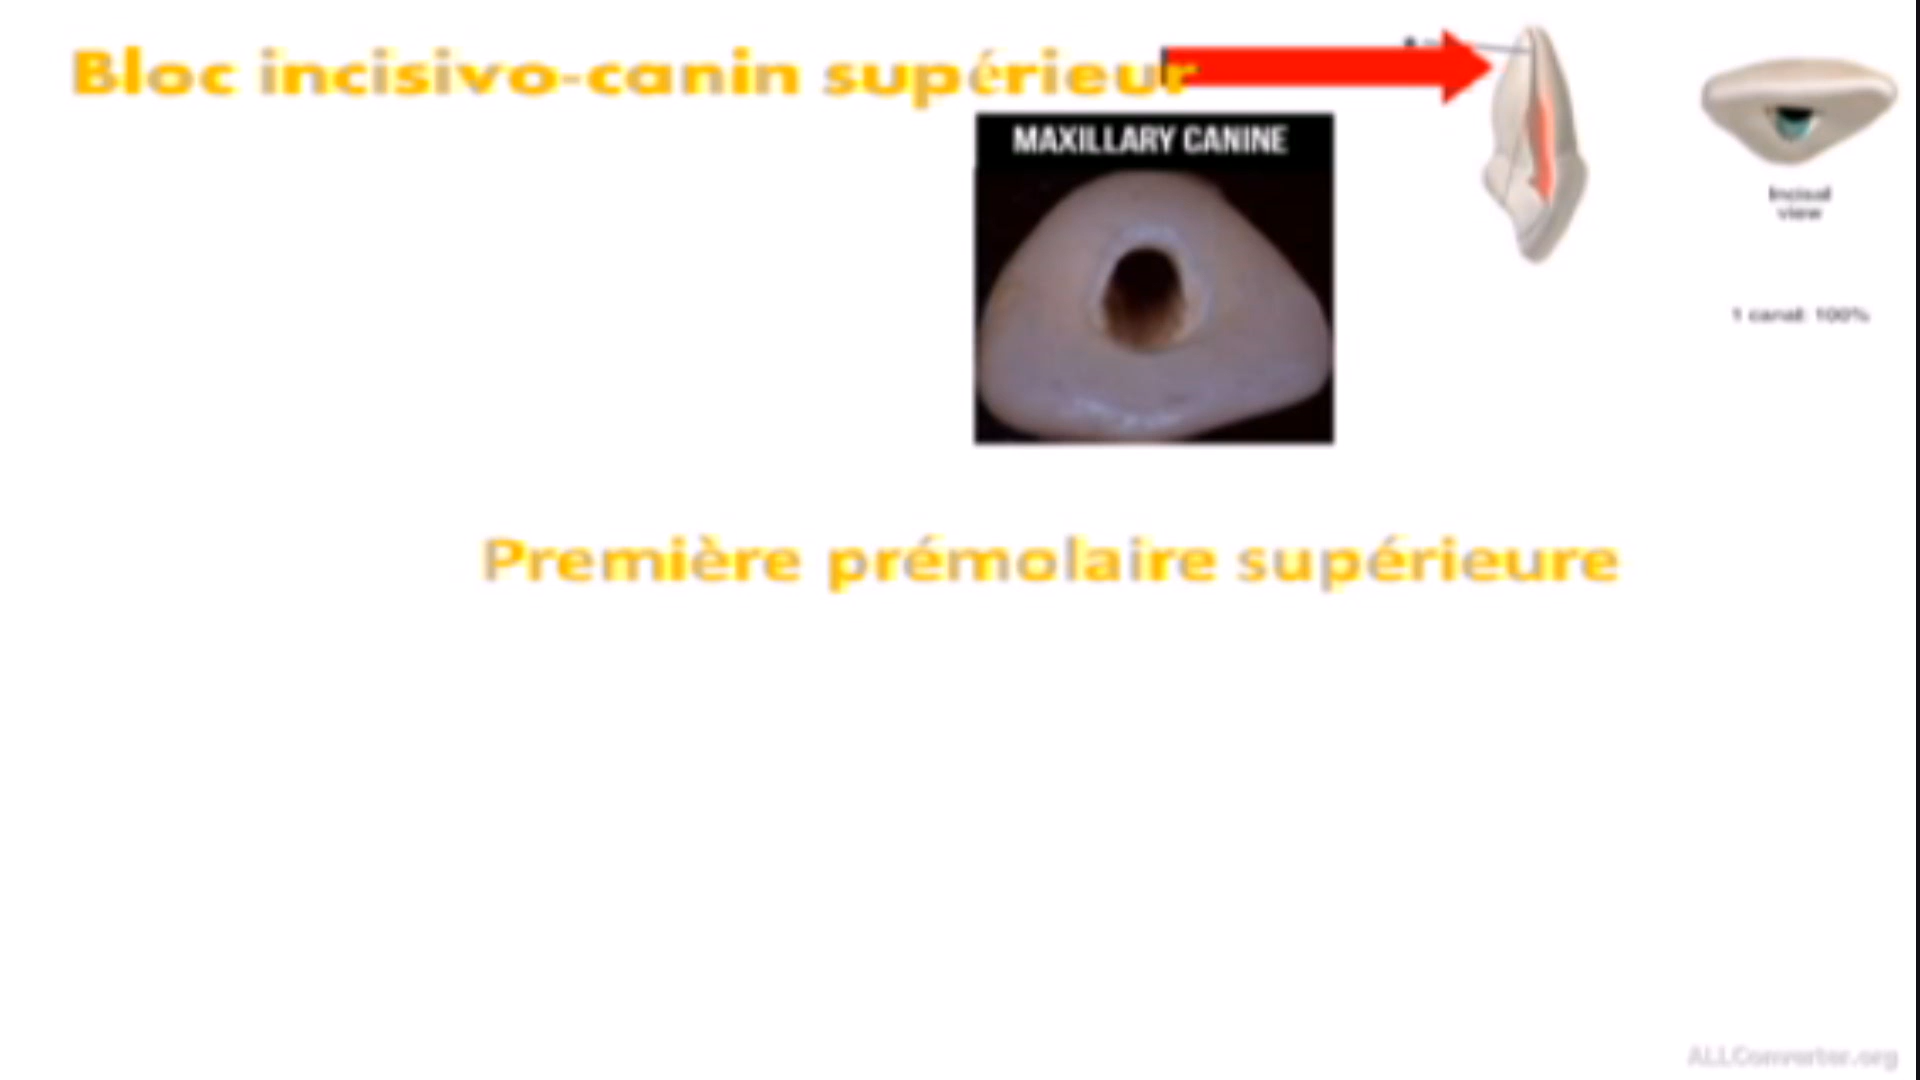 Bloc incisivo-canin supérieur
MAXILLARY CANINE
Incisal
view
1 canal: 100%
Première prémolaire supérieure
ALLConverter.org